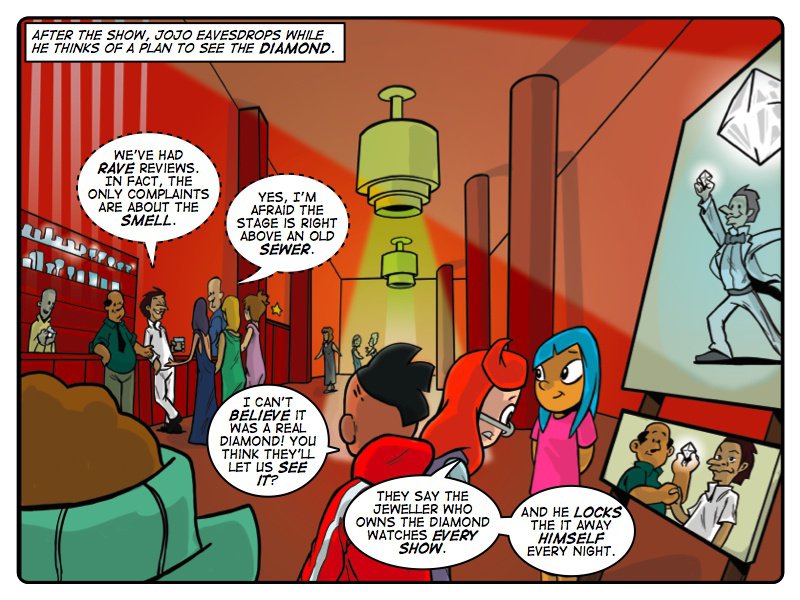 AFTER THE SHOW, JOJO EAVESDROPS WHILE
HE THINKS OF A PLAN TO SEE THE DIAMOND.
WE'VE HAD
RAVE REVIEWS.
IN FACT, THE
ONLY COMPLAINTS
ARE ABOUT THE
SMELL.
YES, I'M
AFRAID THE
STAGE IS RIGHT
ABOVE AN OLD
SEWER.
I CAN'T
BELIEVE IT
WAS A REAL
DIAMOND! YOU
THINK THEY'LL
LET US SEE
IT?
THEY SAY THE
JEWELLER WHO
OWNS THE DIAMOND
WATCHES EVERY
SHOW.
AND HE LOCKS
THE IT AWAY
HIMSELF
EVERY NIGHT.